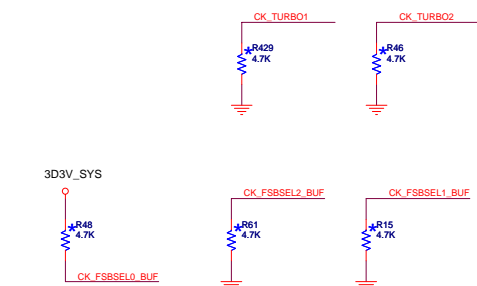 CK_TURBO1
CK_TURBO2
*R429
4.7K
*R46
4.7K
3D3V_SYS
CK_FSBSEL2_BUF
CK_FSBSEL1_BUF
*R48
4.7K
*R61
4.7K
*R15
4.7K
CK_FSBSEL0_BUF